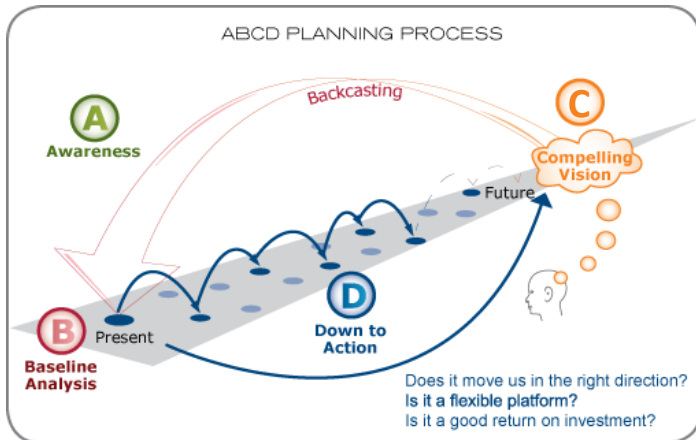 ABCD PLANNING PROCESS
Backcasting
A
Awareness
C
Compelling
Vision
Future
B
Present
Baseline
Analysis
D
Down to
Action
Does it move us in the right direction?
Is it a flexible platform?
Is it a good return on investment?